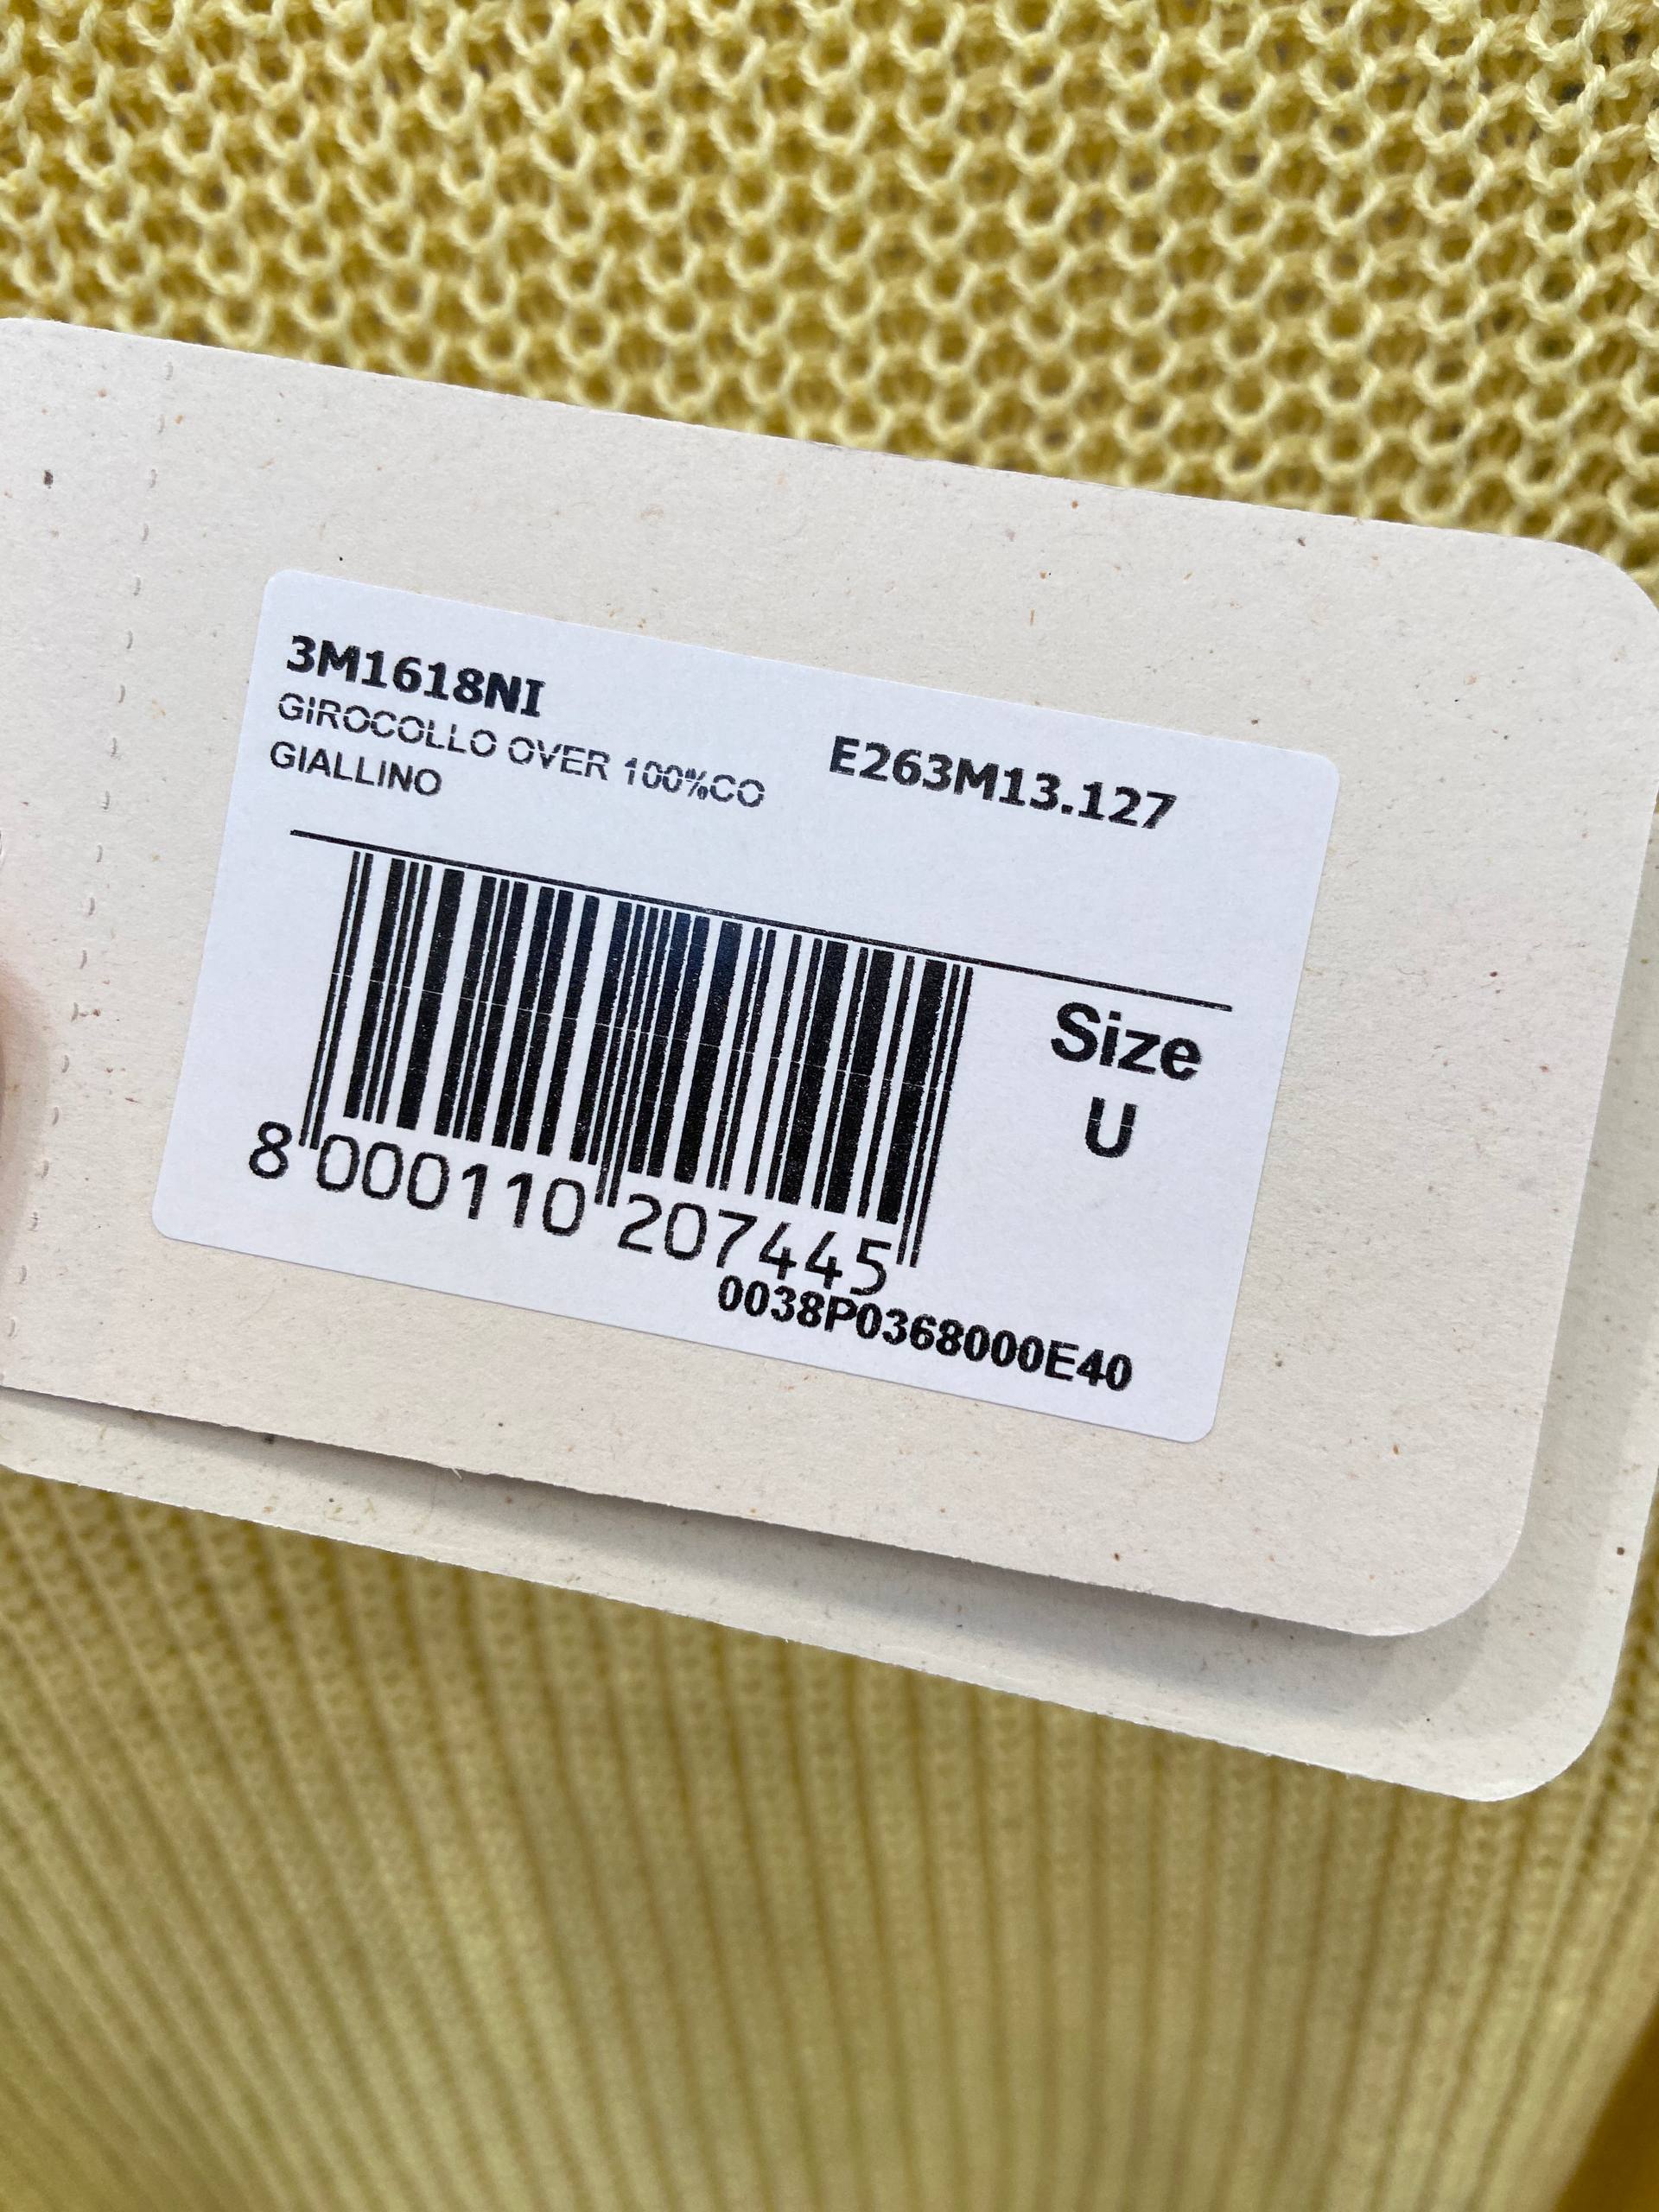 3M1618NI
GIROCOLLO OVER 100%CO
E263M13.127
GIALLINO
Size
U
8 000110 207445
0038P0368000E40